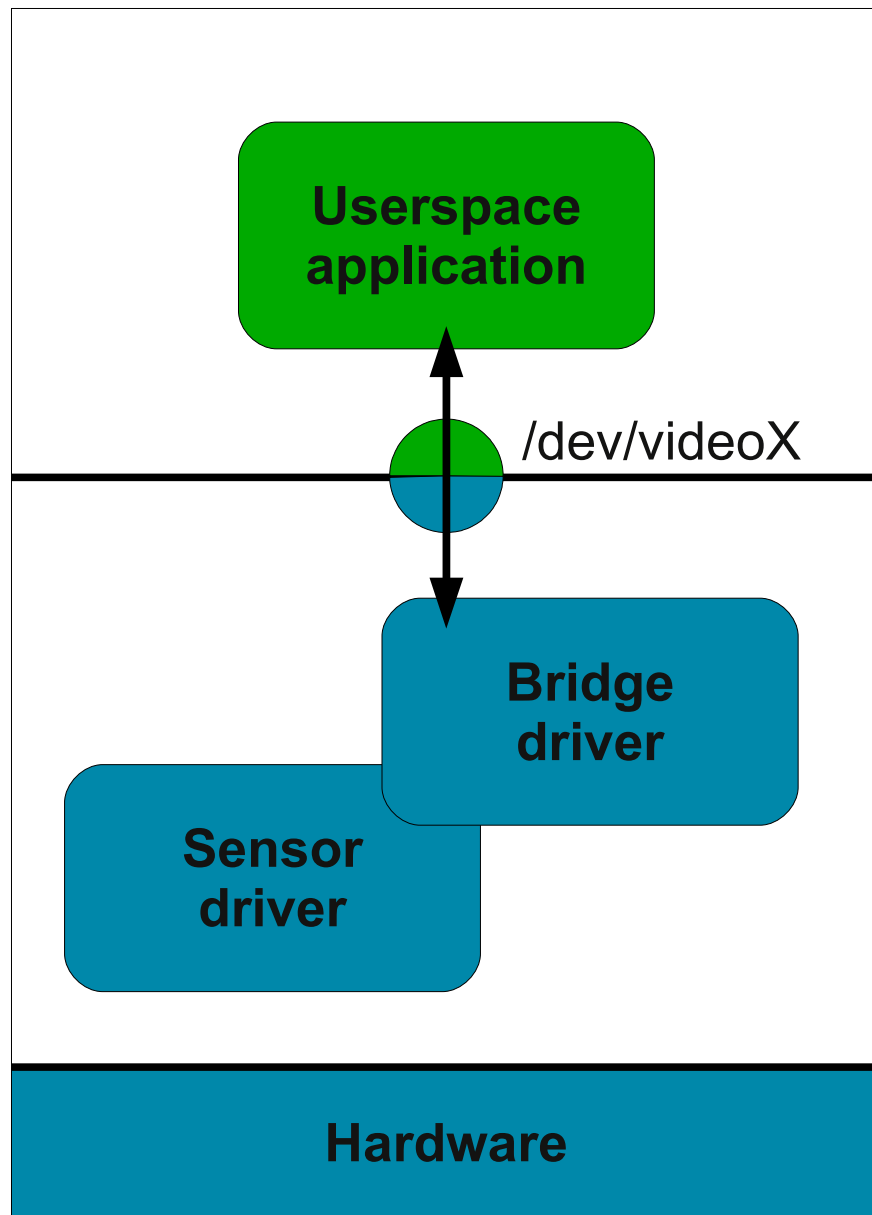 Userspace
application
/dev/videoX
Bridge
driver
Sensor
driver
Hardware